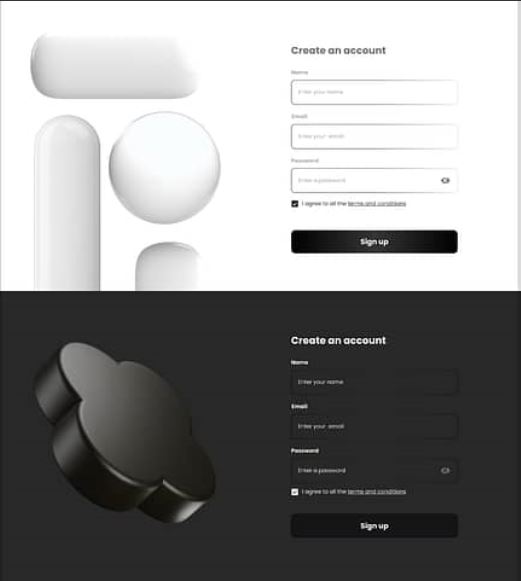 Create an account
Name
Enter your name
Email
Enter your email
Password
Enter a password
I agree to all the terms and conditions
Sign up
Create an account
Name
Enter your name
Email
Enter your email
Password
Enter a password
I agree to all the terms and conditions
Sign up